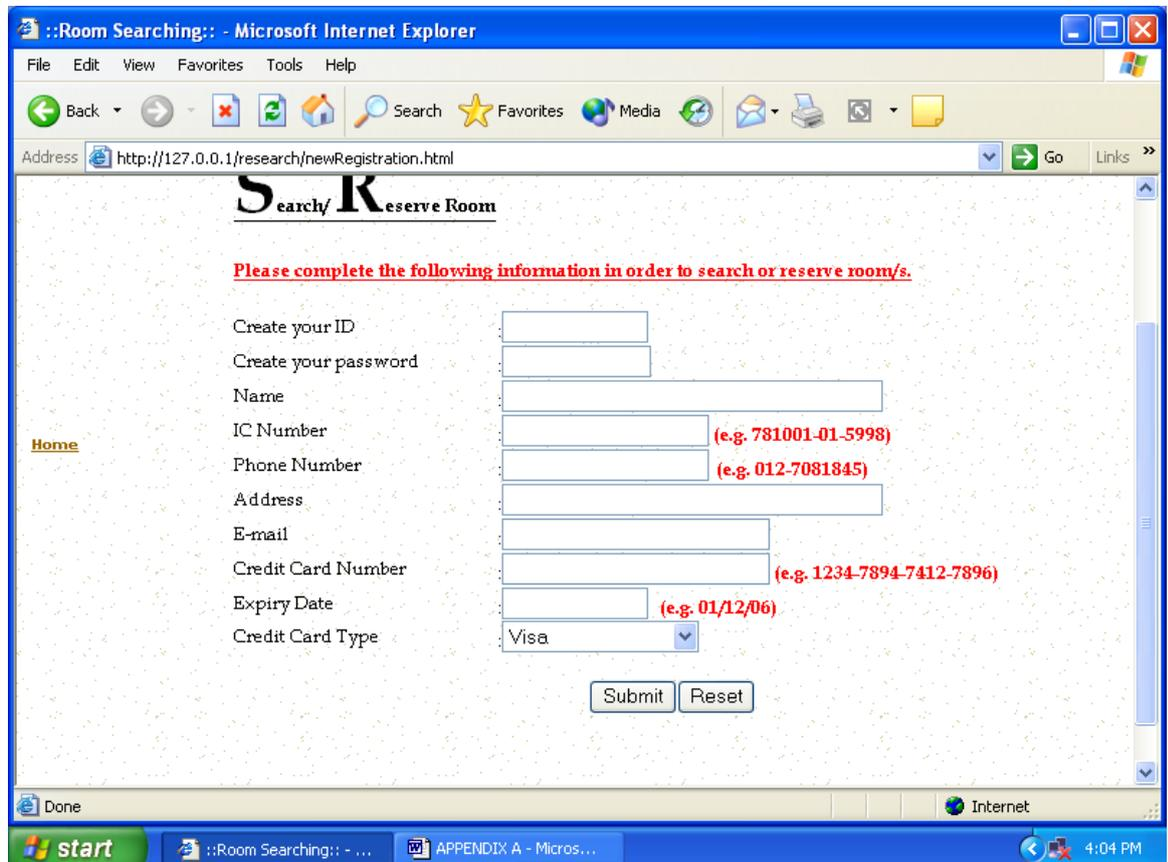 ::Room Searching:: - Microsoft Internet Explorer
File Edit View Favorites Tools Help
Back Search Favorites Media
Address http://127.0.0.1/research/newRegistration.html Go Links »
Search/ Reserve Room
Please complete the following information in order to search or reserve room/s.
Create your ID :
Create your password :
Name :
IC Number : (e.g. 781001-01-5998)
Home
Phone Number : (e.g. 012-7081845)
Address :
E-mail :
Credit Card Number : (e.g. 1234-7894-7412-7896)
Expiry Date : (e.g. 01/12/06)
Credit Card Type : Visa
Submit Reset
Done Internet
start ::Room Searching:: - ... APPENDIX A - Micros... 4:04 PM